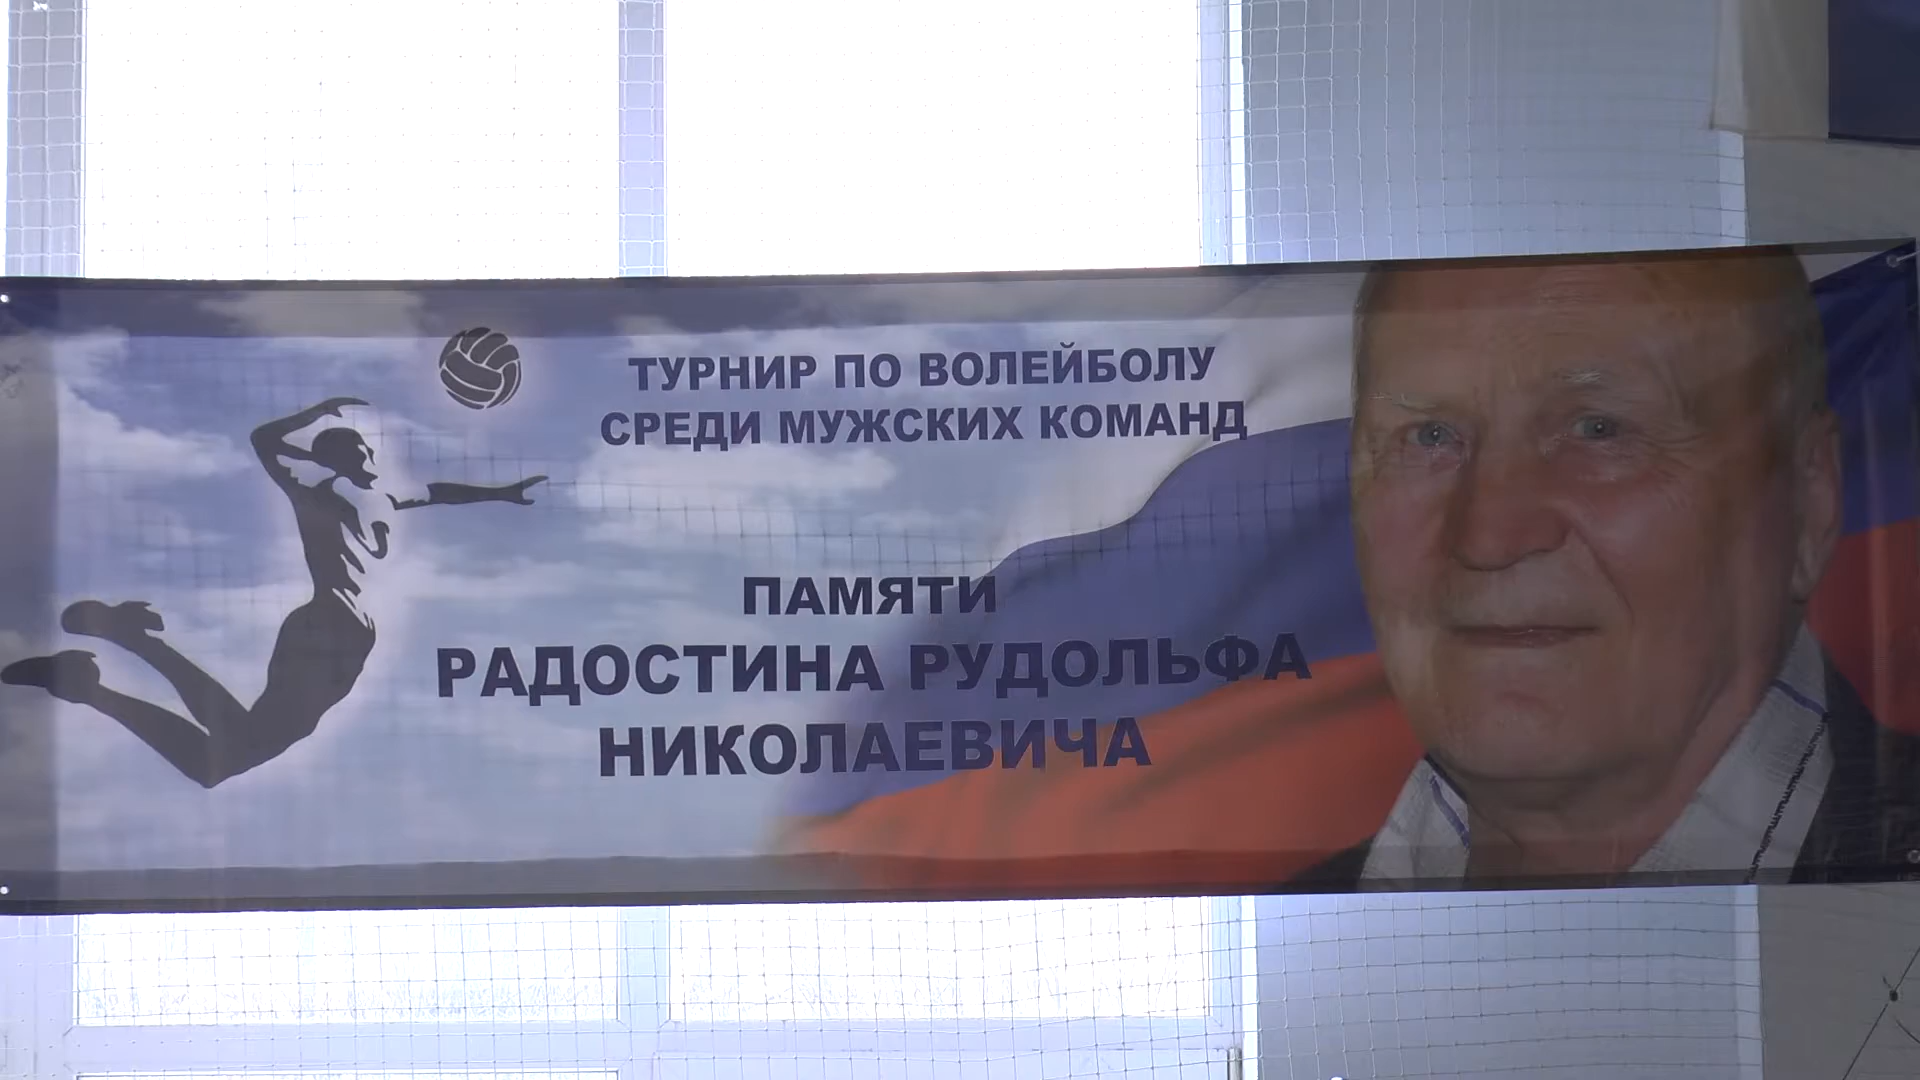 ТУРНИР ПО ВОЛЕЙБОЛУ
СРЕДИ МУЖСКИХ КОМАНД
ПАМЯТИ
РАДОСТИНА РУДОЛЬФА
НИКОЛАЕВИЧА